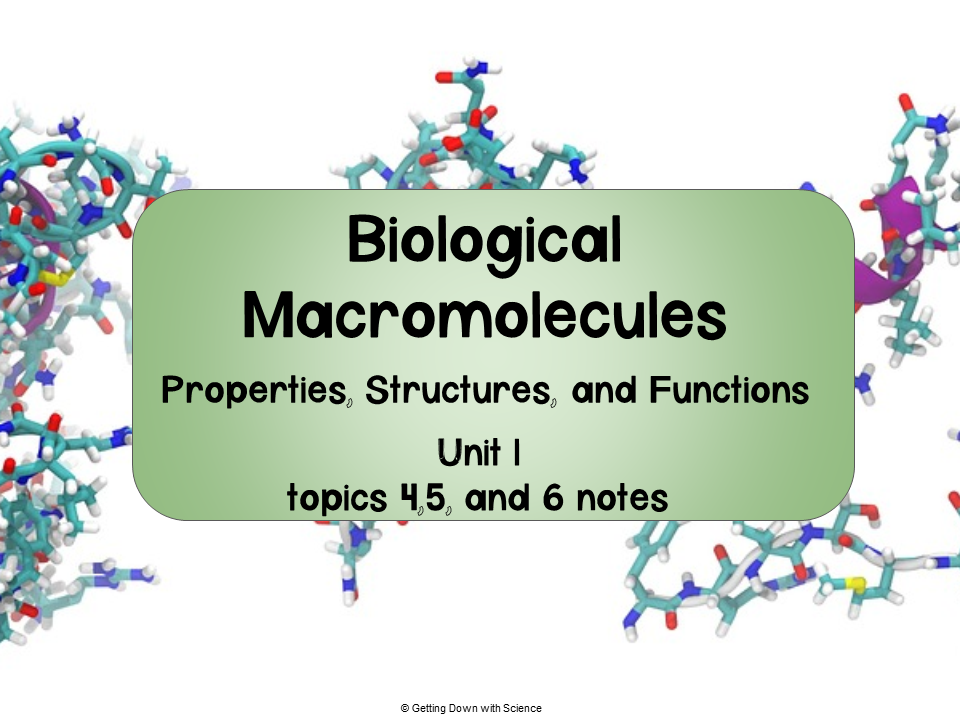 Biological
Macromolecules
Properties, Structures, and Functions
Unit 1
topics 4,5, and 6 notes
© Getting Down with Science